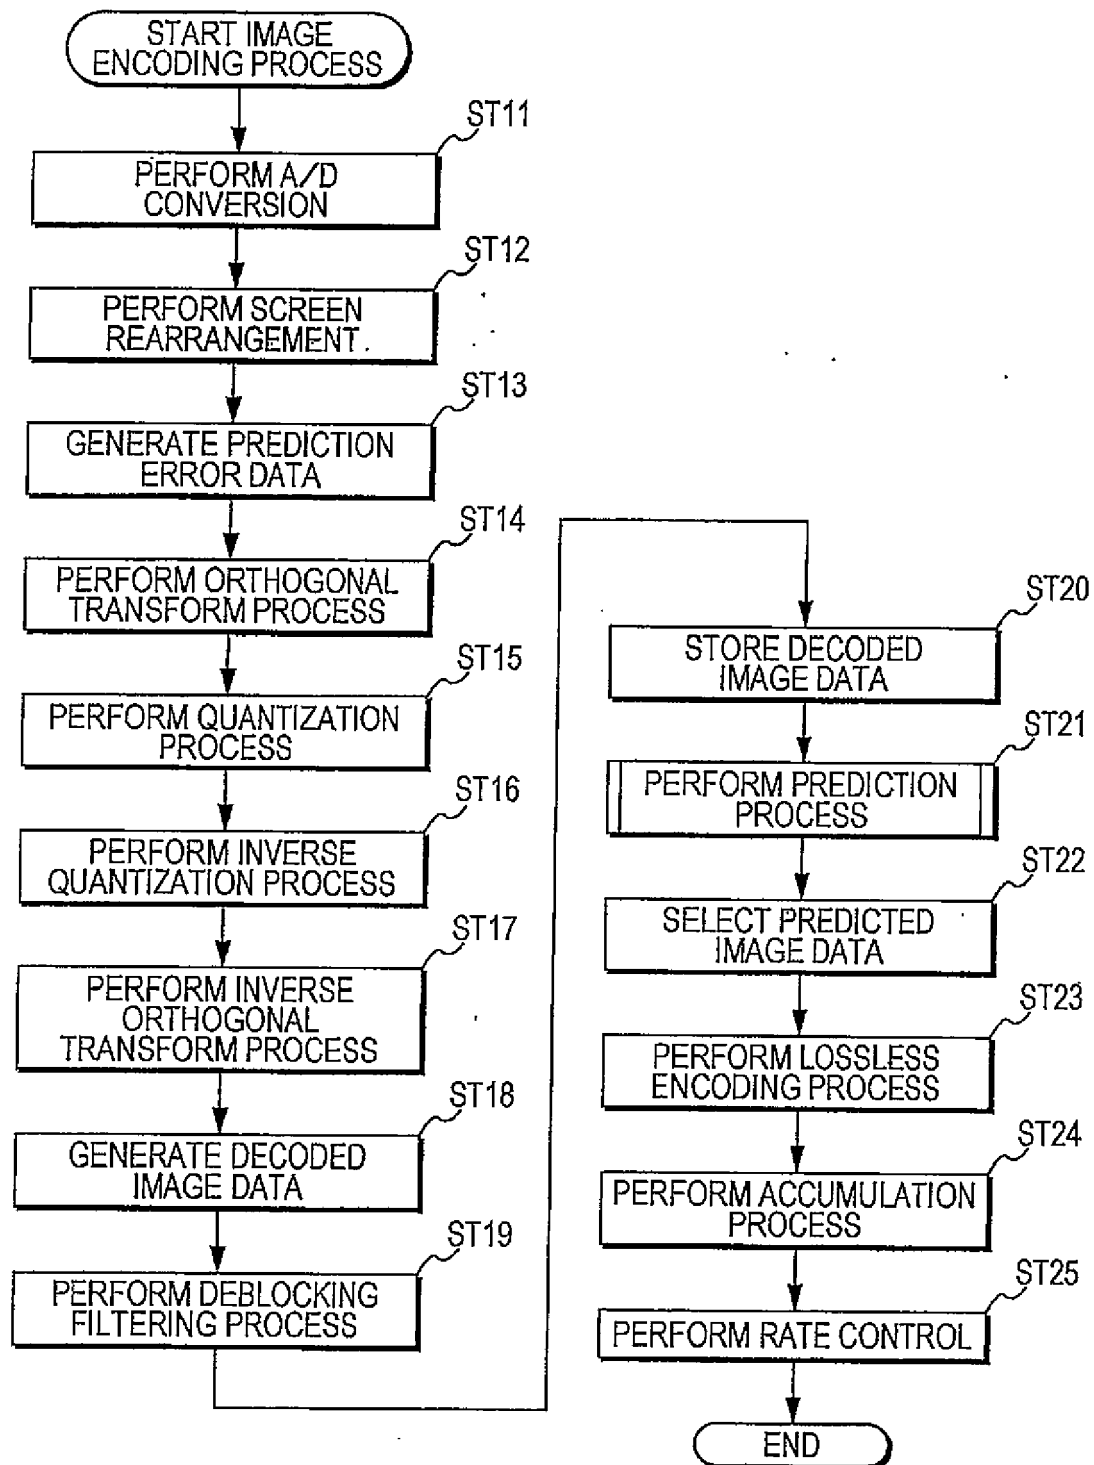 START IMAGE
ENCODING PROCESS
ST11
PERFORM A/D
CONVERSION
ST12
PERFORM SCREEN
REARRANGEMENT
ST13
GENERATE PREDICTION
ERROR DATA
ST14
PERFORM ORTHOGONAL
TRANSFORM PROCESS
ST15
PERFORM QUANTIZATION
PROCESS
ST16
PERFORM INVERSE
QUANTIZATION PROCESS
ST17
PERFORM INVERSE
ORTHOGONAL
TRANSFORM PROCESS
ST18
GENERATE DECODED
IMAGE DATA
ST19
PERFORM DEBLOCKING
FILTERING PROCESS
ST20
STORE DECODED
IMAGE DATA
ST21
PERFORM PREDICTION
PROCESS
ST22
SELECT PREDICTED
IMAGE DATA
ST23
PERFORM LOSSLESS
ENCODING PROCESS
ST24
PERFORM ACCUMULATION
PROCESS
ST25
PERFORM RATE CONTROL
END